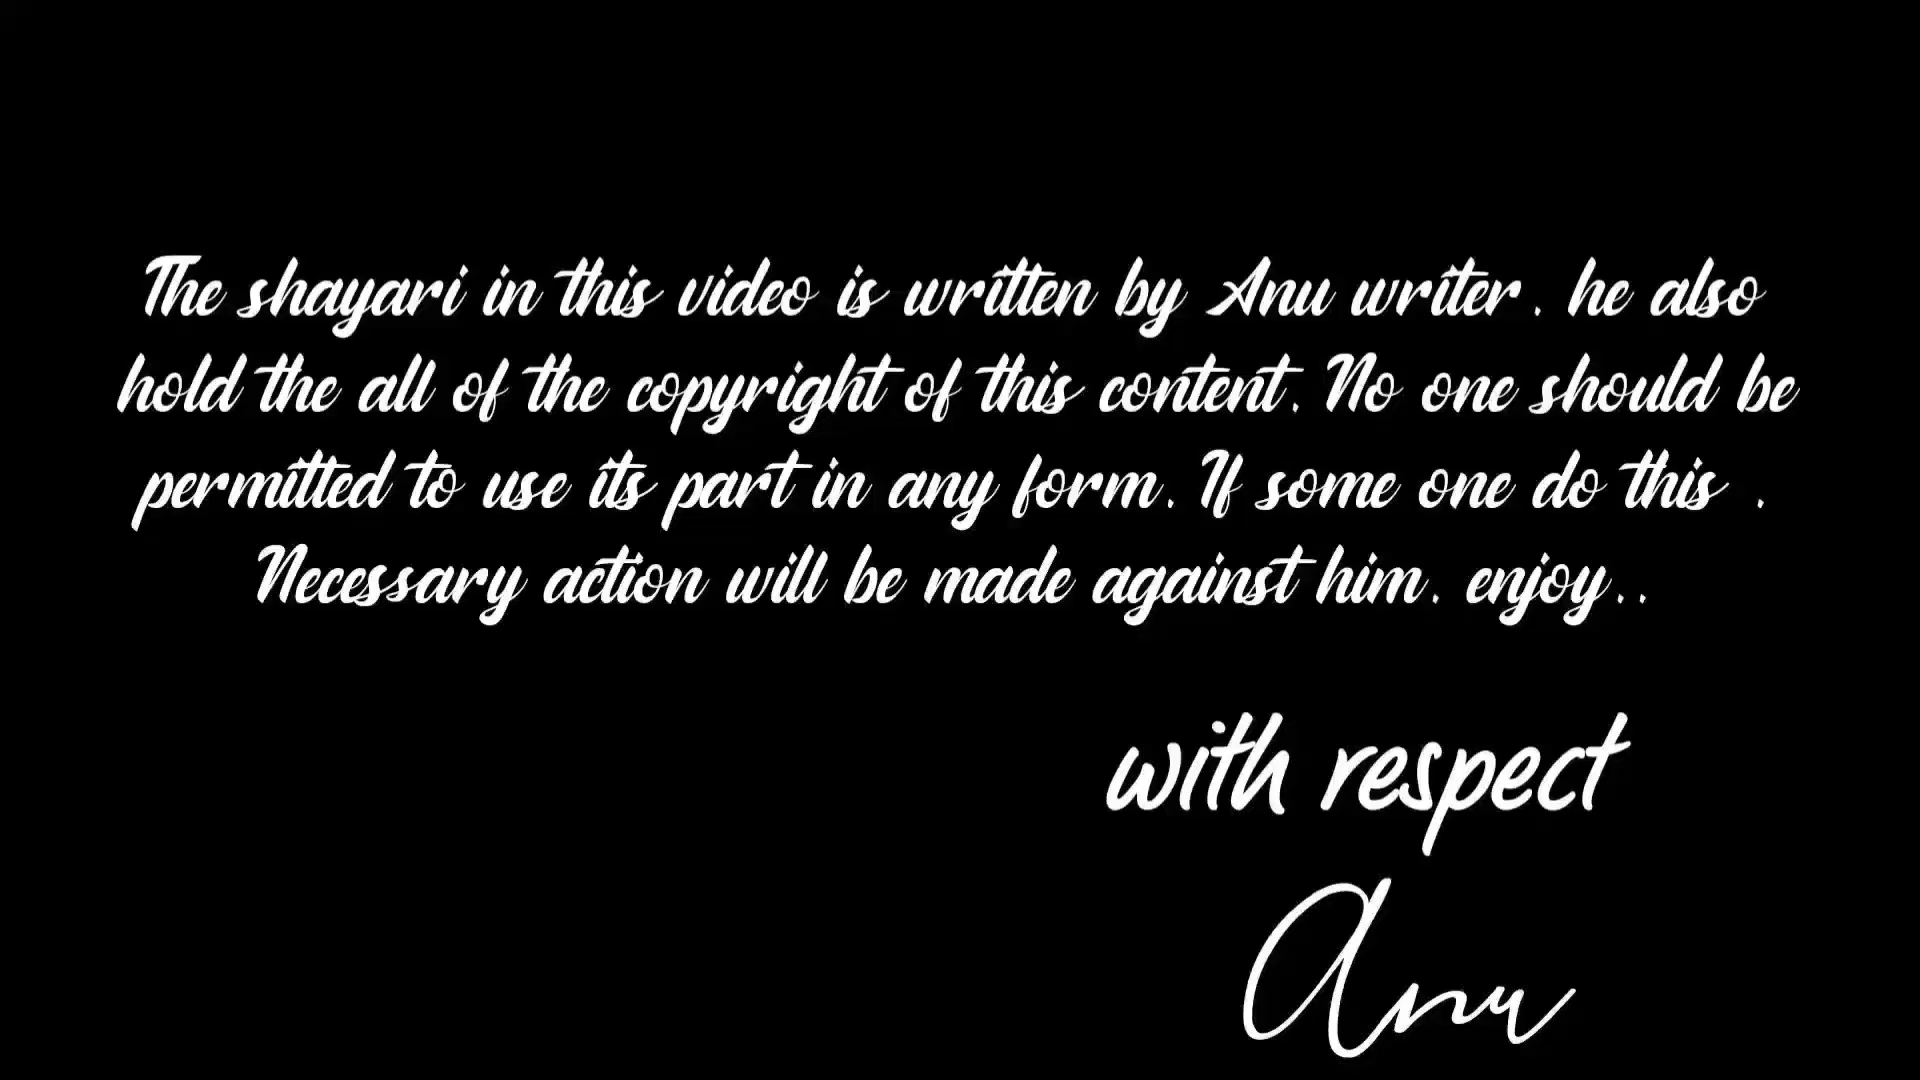 The shayari in this video is written by Anu writer. he also
hold the all of the copyright of this content. No one should be
permitted to use its part in any form. If some one do this .
Necessary action will be made against him. enjoy..
with respect
Anu